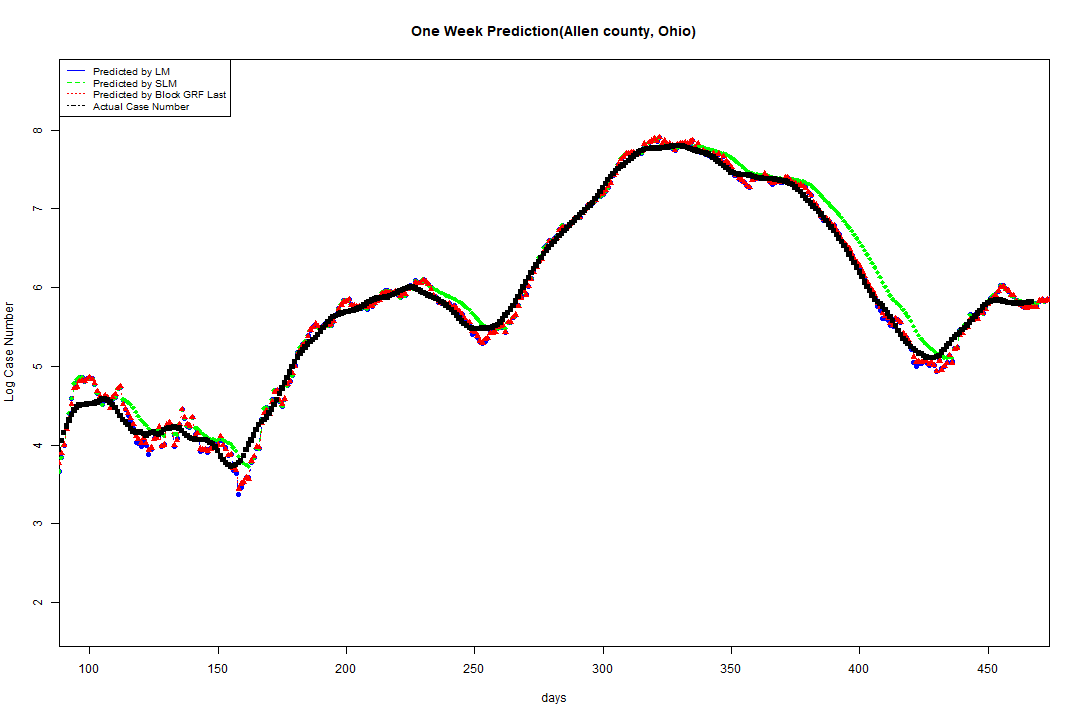 One Week Prediction(Allen county, Ohio)
Predicted by LM
Predicted by SLM
Predicted by Block GRF Last
Actual Case Number
Log Case Number
8
7
6
5
4
3
2
100 150 200 250 300 350 400 450
days